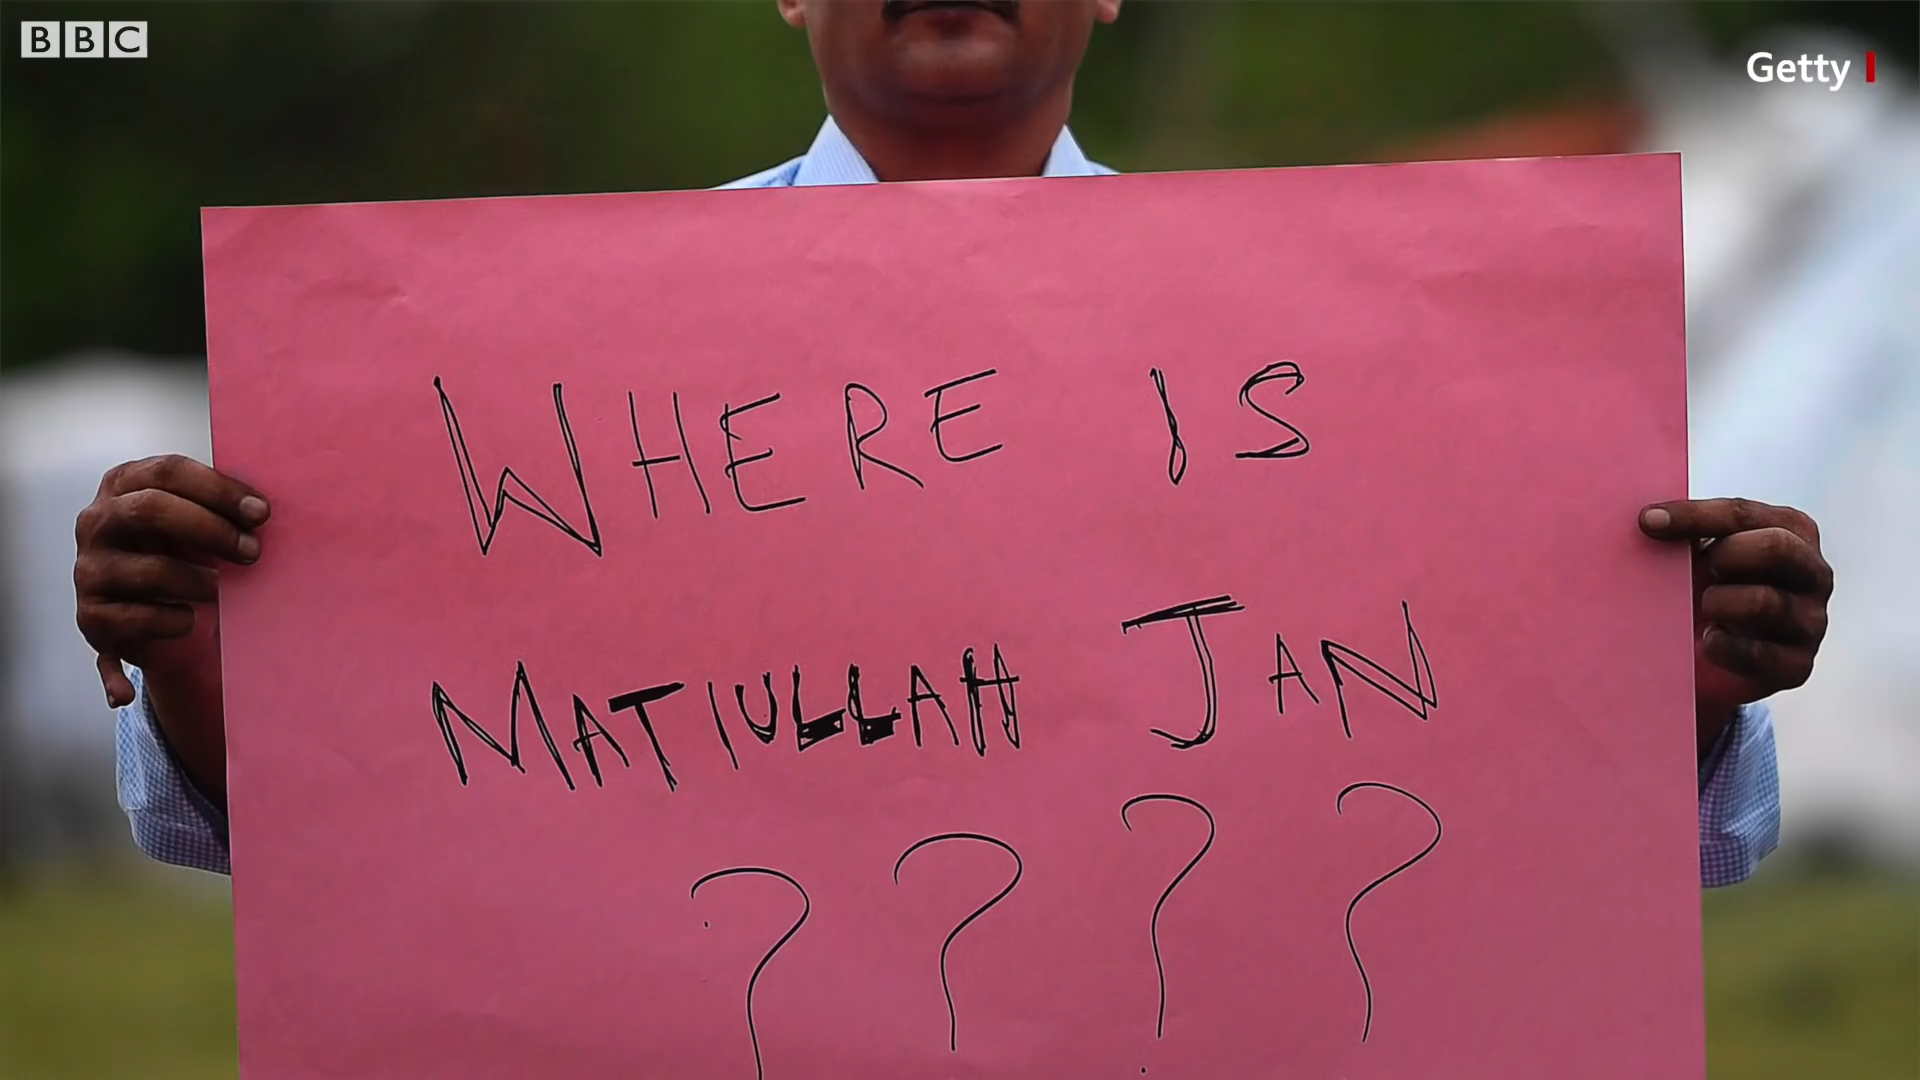 BBC
Getty
WHERE IS
MATIULLAH JAN
? ? ? ?